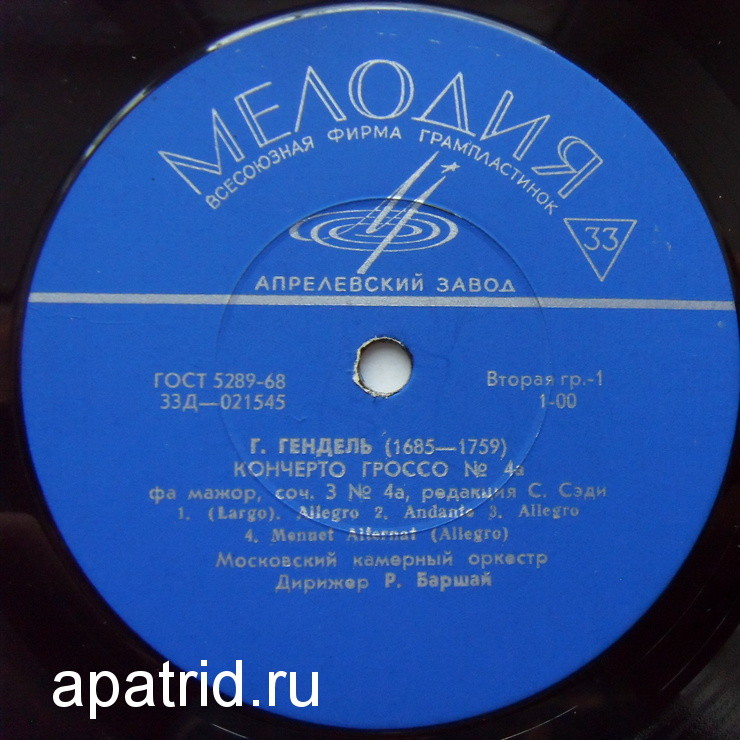 МЕЛОДИЯ
ВСЕСОЮЗНАЯ ФИРМА ГРАМПЛАСТИНОК
33
АПРЕЛЕВСКИЙ ЗАВОД
ГОСТ 5289-68
33Д—021545
Вторая гр.-1
1-00
Г. ГЕНДЕЛЬ (1685—1759)
КОНЧЕРТО ГРОССО № 4а
фа мажор, соч. 3 № 4а, редакция С. Сэди
1. (Largo). Allegro 2. Andante 3. Allegro
4. Menuet Alternat (Allegro)
Московский камерный оркестр
Дирижер Р. Баршай
apatrid.ru